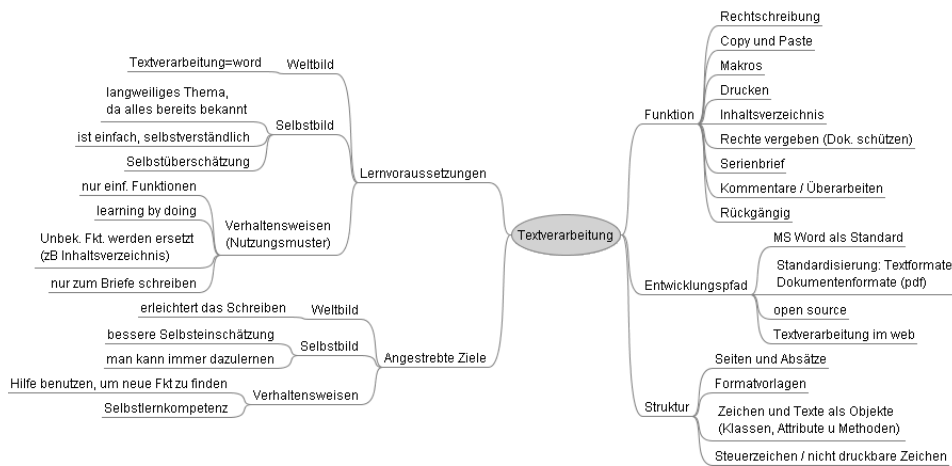 Textverarbeitung
Lernvoraussetzungen
Weltbild
Textverarbeitung=word
Selbstbild
langweiliges Thema,
da alles bereits bekannt
ist einfach, selbstverständlich
Selbstüberschätzung
Verhaltensweisen
(Nutzungsmuster)
nur einf. Funktionen
learning by doing
Unbek. Fkt. werden ersetzt
(zB Inhaltsverzeichnis)
nur zum Briefe schreiben
Angestrebte Ziele
Weltbild
erleichtert das Schreiben
Selbstbild
bessere Selbsteinschätzung
man kann immer dazulernen
Verhaltensweisen
Hilfe benutzen, um neue Fkt zu finden
Selbstlernkompetenz
Funktion
Rechtschreibung
Copy und Paste
Makros
Drucken
Inhaltsverzeichnis
Rechte vergeben (Dok. schützen)
Serienbrief
Kommentare / Überarbeiten
Rückgängig
Entwicklungspfad
MS Word als Standard
Standardisierung: Textformate
Dokumentenformate (pdf)
open source
Textverarbeitung im web
Struktur
Seiten und Absätze
Formatvorlagen
Zeichen und Texte als Objekte
(Klassen, Attribute u Methoden)
Steuerzeichen / nicht druckbare Zeichen